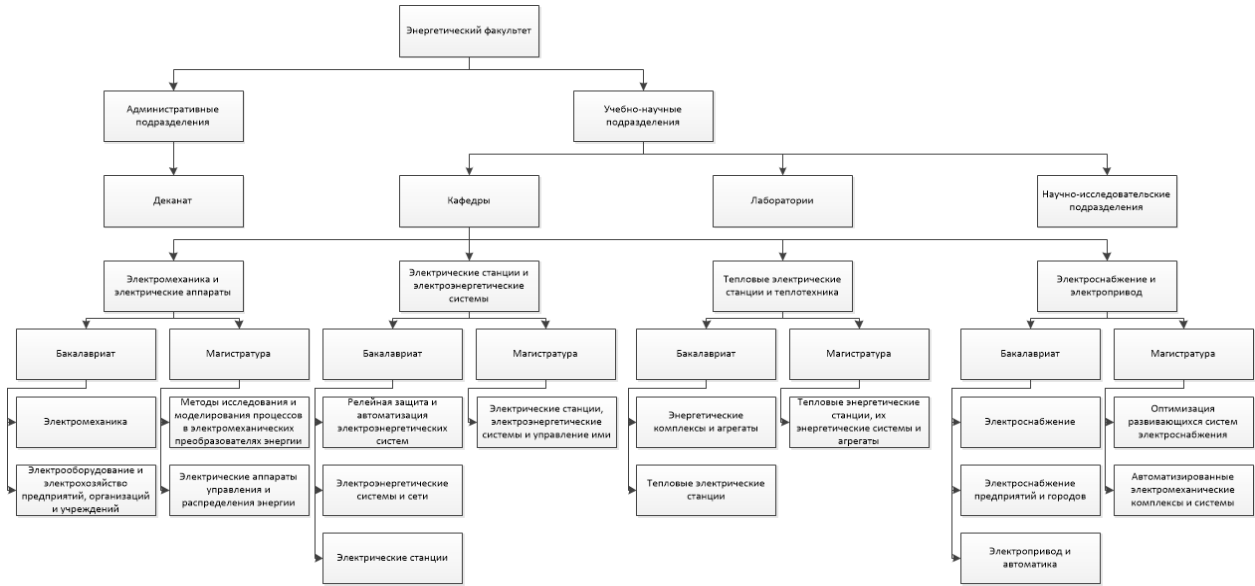 Энергетический факультет
Административные
подразделения
Учебно-научные
подразделения
Деканат
Кафедры
Лаборатории
Научно-исследовательские
подразделения
Электромеханика и
электрические аппараты
Электрические станции и
электроэнергетические
системы
Тепловые электрические
станции и теплотехника
Электроснабжение и
электропривод
Бакалавриат
Магистратура
Бакалавриат
Магистратура
Бакалавриат
Магистратура
Бакалавриат
Магистратура
Электромеханика
Методы исследования и
моделирования процессов
в электромеханических
преобразователях энергии
Релейная защита и
автоматизация
электроэнергетических
систем
Электрические станции,
электроэнергетические
системы и управление ими
Энергетические
комплексы и агрегаты
Тепловые энергетические
станции, их
энергетические системы и
агрегаты
Электроснабжение
Оптимизация
развивающихся систем
электроснабжения
Электрооборудование и
электрохозяйство
предприятий, организаций
и учреждений
Электрические аппараты
управления и
распределения энергии
Электроэнергетические
системы и сети
Тепловые электрические
станции
Электроснабжение
предприятий и городов
Автоматизированные
электромеханические
комплексы и системы
Электрические станции
Электропривод и
автоматика